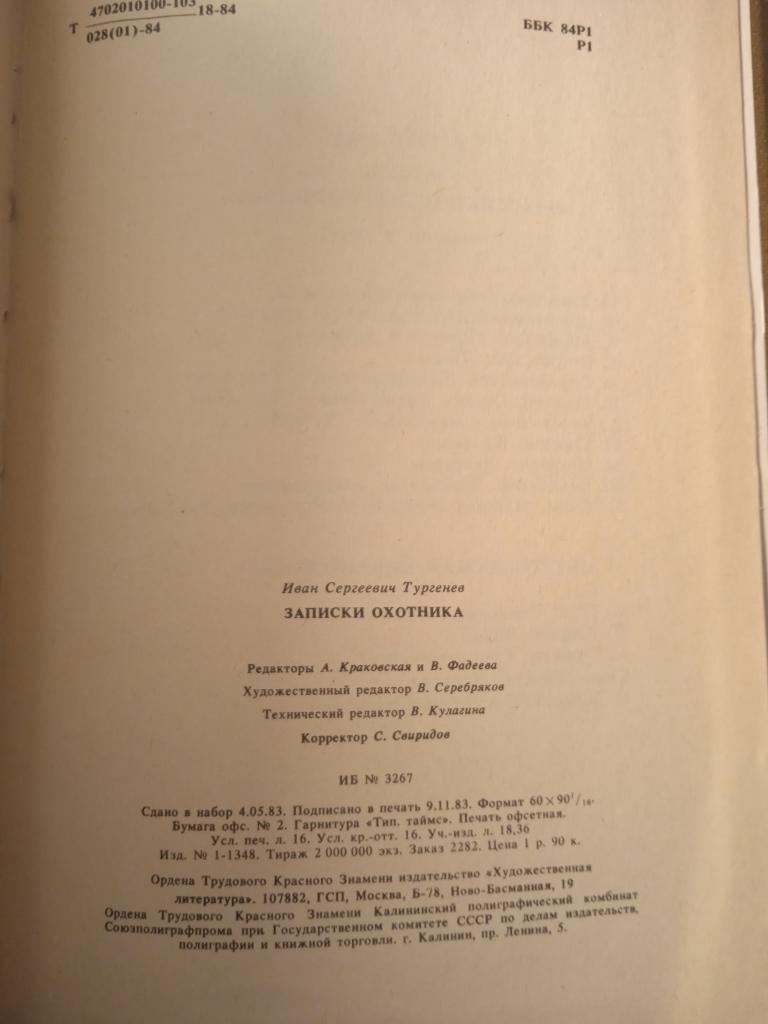 4702010100-103
Т 18-84
028(01)-84
ББК 84Р1
Р1
Иван Сергеевич Тургенев
ЗАПИСКИ ОХОТНИКА
Редакторы А. Краковская и В. Фадеева
Художественный редактор В. Серебряков
Технический редактор В. Кулагина
Корректор С. Свиридов
ИБ № 3267
Сдано в набор 4.05.83. Подписано в печать 9.11.83. Формат 60×90¹/₁₆.
Бумага офс. № 2. Гарнитура «Тип. таймс». Печать офсетная.
Усл. печ. л. 16. Усл. кр.-отт. 16. Уч.-изд. л. 18,36
Изд. № 1-1348. Тираж 2 000 000 экз. Заказ 2282. Цена 1 р. 90 к.
Ордена Трудового Красного Знамени издательство «Художественная
литература». 107882, ГСП, Москва, Б-78, Ново-Басманная, 19
Ордена Трудового Красного Знамени Калининский полиграфический комбинат
Союзполиграфпрома при Государственном комитете СССР по делам издательств,
полиграфии и книжной торговли. г. Калинин, пр. Ленина, 5.